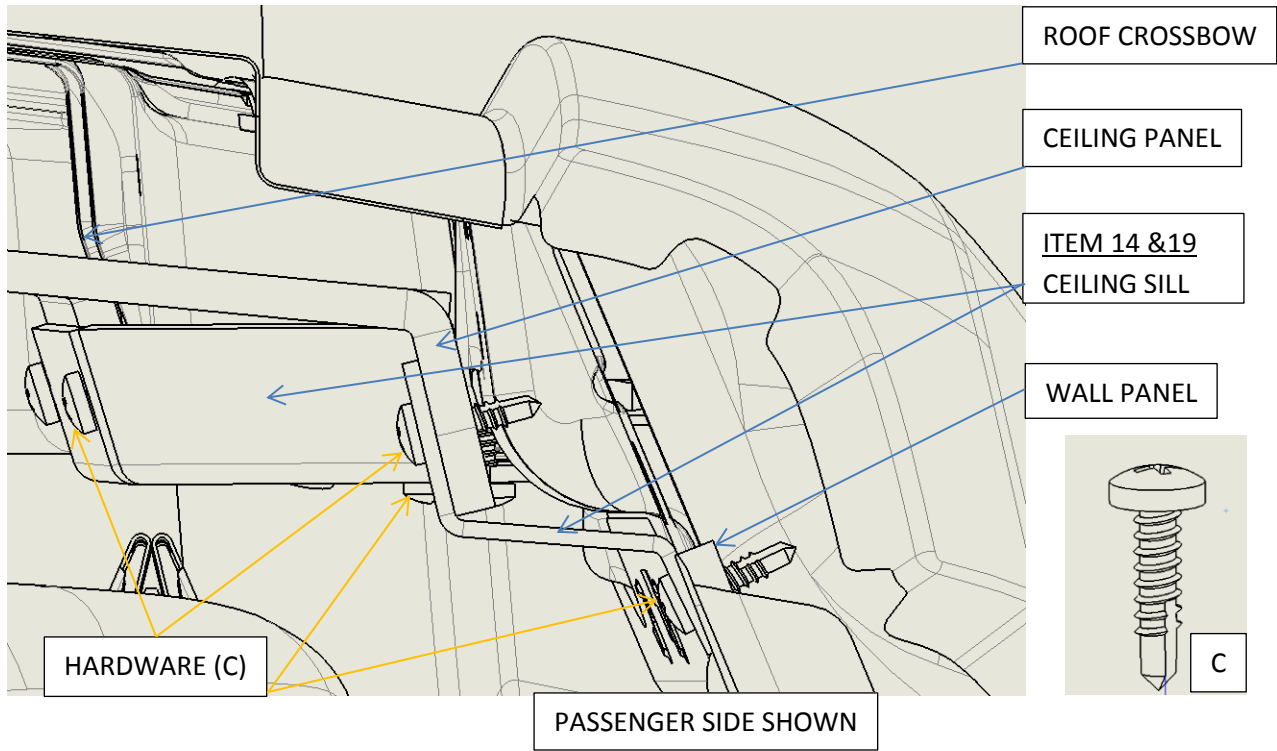 ROOF CROSSBOW
CEILING PANEL
ITEM 14 &19
CEILING SILL
WALL PANEL
HARDWARE (C)
C
PASSENGER SIDE SHOWN